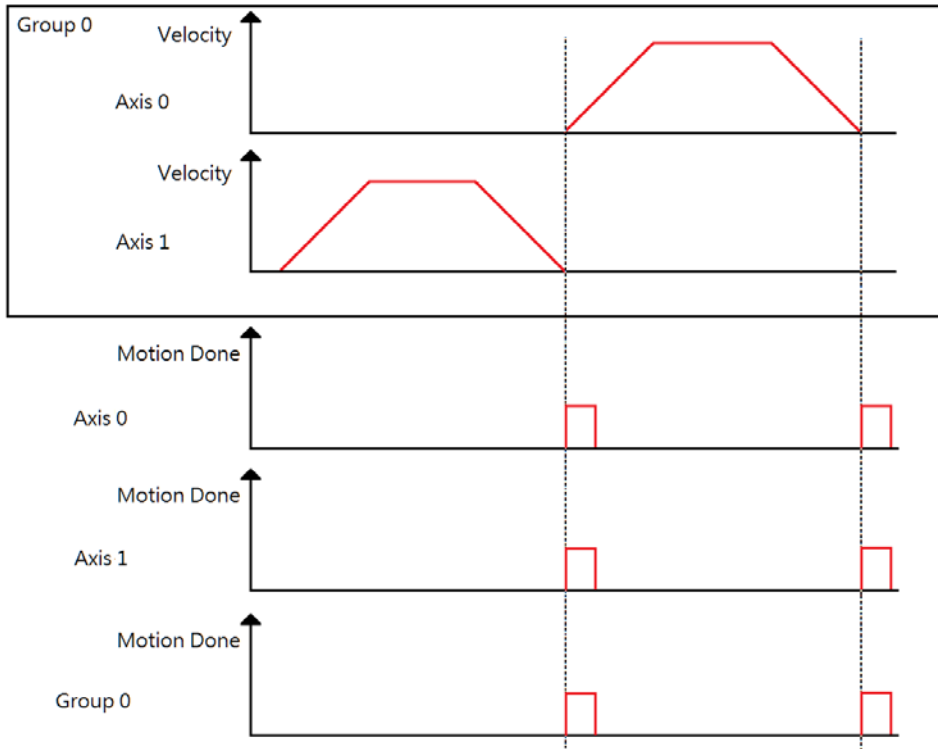 Group 0
Velocity
Axis 0
Velocity
Axis 1
Motion Done
Axis 0
Motion Done
Axis 1
Motion Done
Group 0